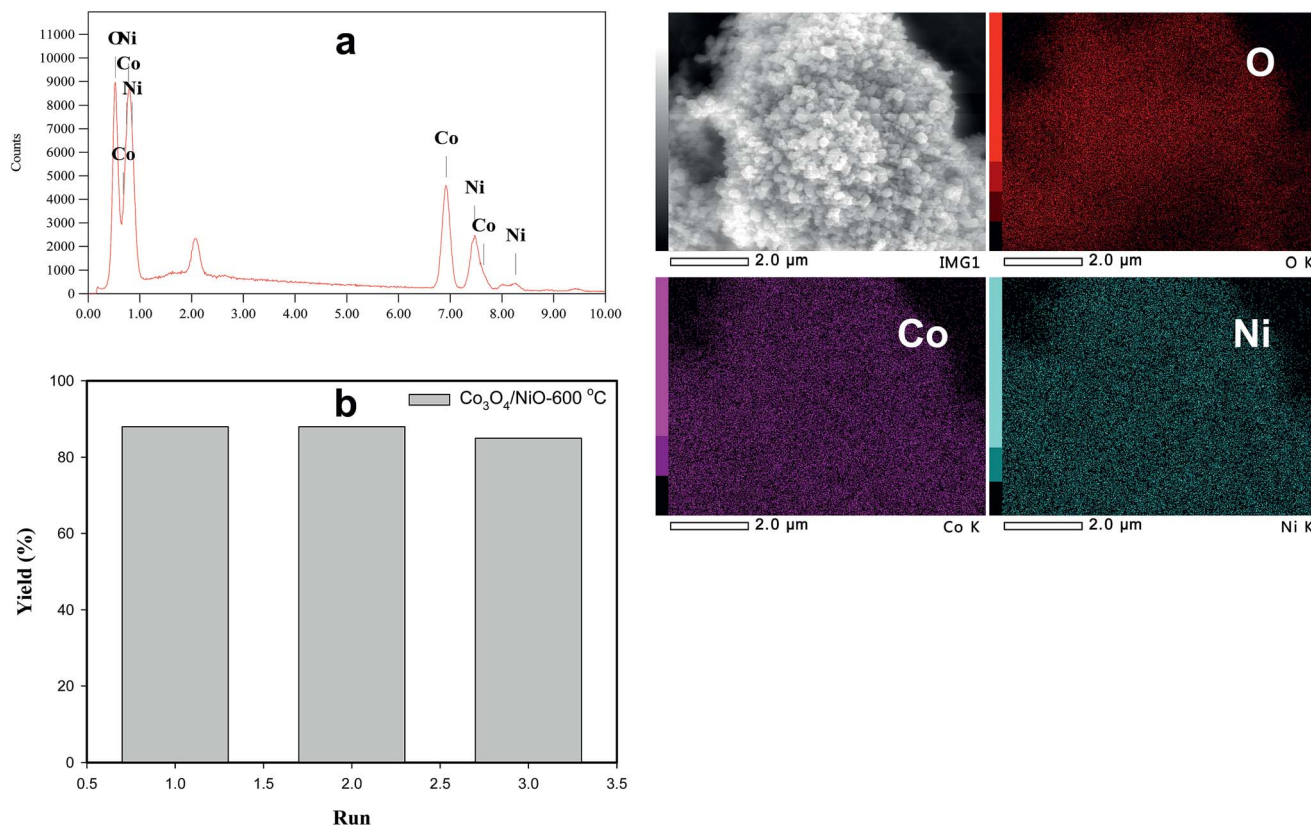 a
Counts
11000
10000
9000
8000
7000
6000
5000
4000
3000
2000
1000
0
O Ni
Co
Ni
Co
Co
Ni
Co
Ni
0.00 1.00 2.00 3.00 4.00 5.00 6.00 7.00 8.00 9.00 10.00
b
Co₃O₄/NiO-600 °C
Yield (%)
100
80
60
40
20
0
0.5 1.0 1.5 2.0 2.5 3.0 3.5
Run
2.0 µm IMG1
O
2.0 µm O K
Co
2.0 µm Co K
Ni
2.0 µm Ni K